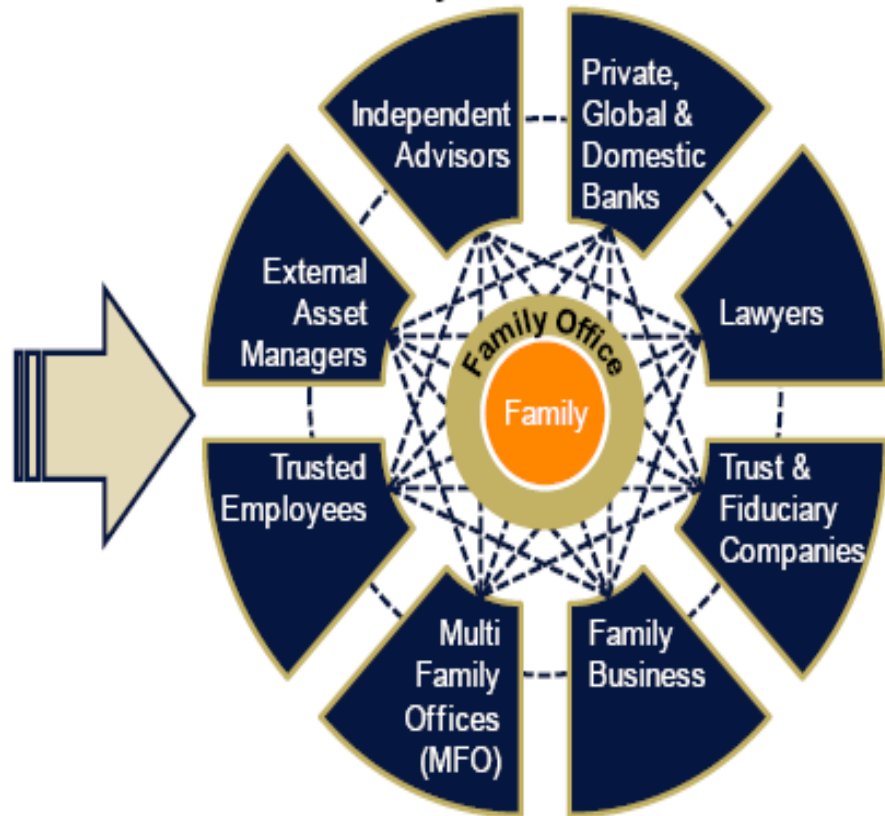 Independent
Advisors
Private,
Global &
Domestic
Banks
External
Asset
Managers
Lawyers
Family Office
Family
Trusted
Employees
Trust &
Fiduciary
Companies
Multi
Family
Offices
(MFO)
Family
Business